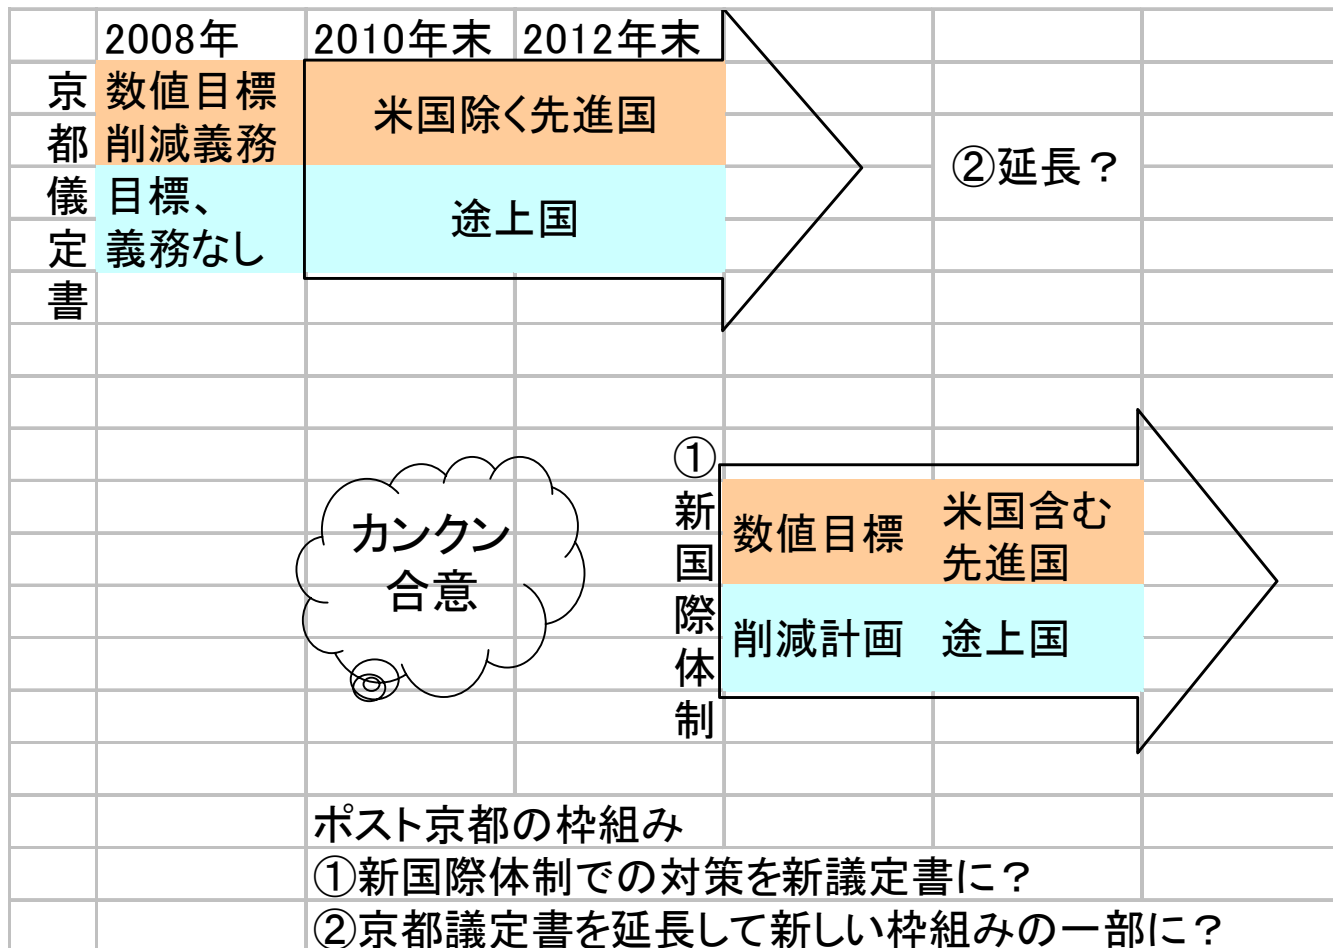 2008年 2010年末 2012年末
京都儀定書
数値目標
削減義務
米国除く先進国
目標、
義務なし
途上国
②延長？
カンクン
合意
①新国際体制
数値目標
米国含む
先進国
削減計画
途上国
ポスト京都の枠組み
①新国際体制での対策を新議定書に？
②京都議定書を延長して新しい枠組みの一部に？